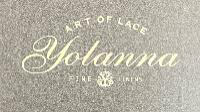 ART OF LACE
Yolanna
FINE LINENS